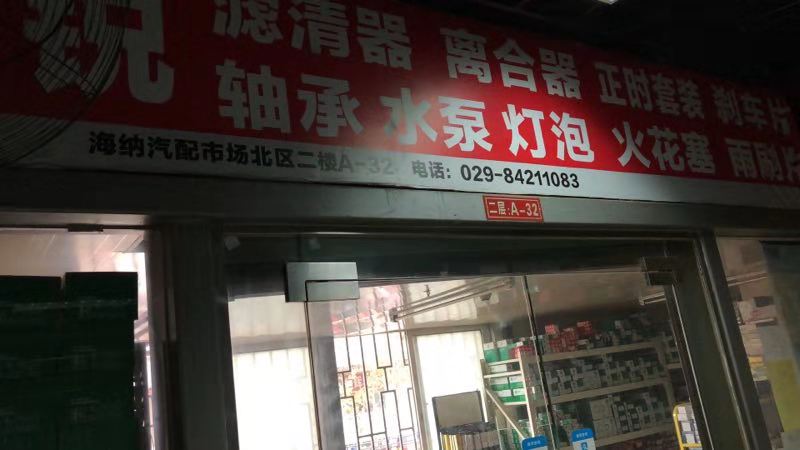 锐
滤清器 离合器 正时套装 刹车片
轴承 水泵 灯泡 火花塞 雨刷片
海纳汽配市场北区二楼A-32 电话：029-84211083
二层:A-32